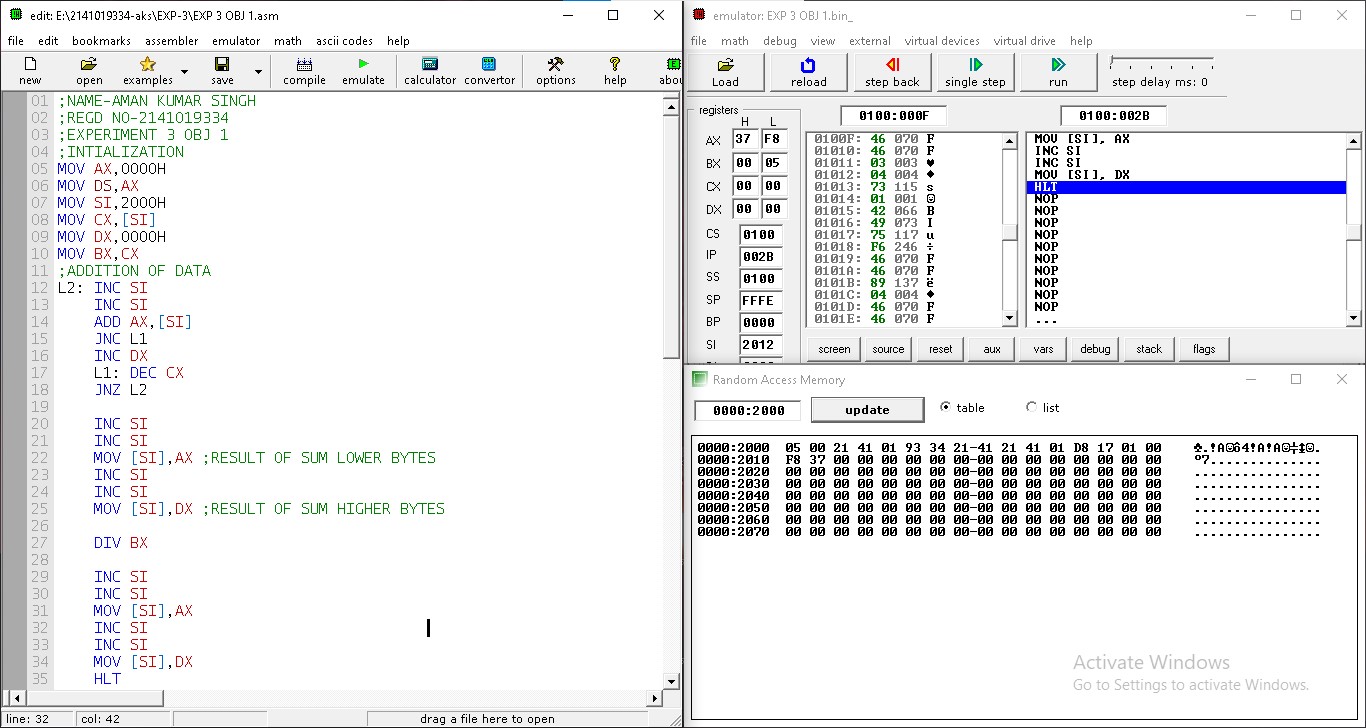 edit: E:\2141019334-aks\EXP-3\EXP 3 OBJ 1.asm
file edit bookmarks assembler emulator math ascii codes help
new open examples save compile emulate calculator convertor options help abou
01 ;NAME-AMAN KUMAR SINGH
02 ;REGD NO-2141019334
03 ;EXPERIMENT 3 OBJ 1
04 ;INTIALIZATION
05 MOV AX,0000H
06 MOV DS,AX
07 MOV SI,2000H
08 MOV CX,[SI]
09 MOV DX,0000H
10 MOV BX,CX
11 ;ADDITION OF DATA
12 L2: INC SI
13 INC SI
14 ADD AX,[SI]
15 JNC L1
16 INC DX
17 L1: DEC CX
18 JNZ L2
19
20 INC SI
21 INC SI
22 MOV [SI],AX ;RESULT OF SUM LOWER BYTES
23 INC SI
24 INC SI
25 MOV [SI],DX ;RESULT OF SUM HIGHER BYTES
26
27 DIV BX
28
29 INC SI
30 INC SI
31 MOV [SI],AX
32 INC SI
33 INC SI
34 MOV [SI],DX
35 HLT
line: 32 col: 42 drag a file here to open
emulator: EXP 3 OBJ 1.bin_
file math debug view external virtual devices virtual drive help
Load reload step back single step run step delay ms: 0
registers
H L
AX 37 F8
BX 00 05
CX 00 00
DX 00 00
CS 0100
IP 002B
SS 0100
SP FFFE
BP 0000
SI 2012
0100:000F
0100F: 46 070 F
01010: 46 070 F
01011: 03 003 ♥
01012: 04 004 ♦
01013: 73 115 s
01014: 01 001 ☺
01015: 42 066 B
01016: 49 073 I
01017: 75 117 u
01018: F6 246 ÷
01019: 46 070 F
0101A: 46 070 F
0101B: 89 137 ë
0101C: 04 004 ♦
0101D: 46 070 F
0101E: 46 070 F
0100:002B
MOV [SI], AX
INC SI
INC SI
MOV [SI], DX
HLT
NOP
NOP
NOP
NOP
NOP
NOP
NOP
NOP
NOP
NOP
...
screen source reset aux vars debug stack flags
Random Access Memory
0000:2000 update table list
0000:2000 05 00 21 41 01 93 34 21-41 21 41 01 D8 17 01 00 ♣.!A☺ô4!A!A☺╪↨☺.
0000:2010 F8 37 00 00 00 00 00 00-00 00 00 00 00 00 00 00 °7..............
0000:2020 00 00 00 00 00 00 00 00-00 00 00 00 00 00 00 00 ................
0000:2030 00 00 00 00 00 00 00 00-00 00 00 00 00 00 00 00 ................
0000:2040 00 00 00 00 00 00 00 00-00 00 00 00 00 00 00 00 ................
0000:2050 00 00 00 00 00 00 00 00-00 00 00 00 00 00 00 00 ................
0000:2060 00 00 00 00 00 00 00 00-00 00 00 00 00 00 00 00 ................
0000:2070 00 00 00 00 00 00 00 00-00 00 00 00 00 00 00 00 ................
Activate Windows
Go to Settings to activate Windows.